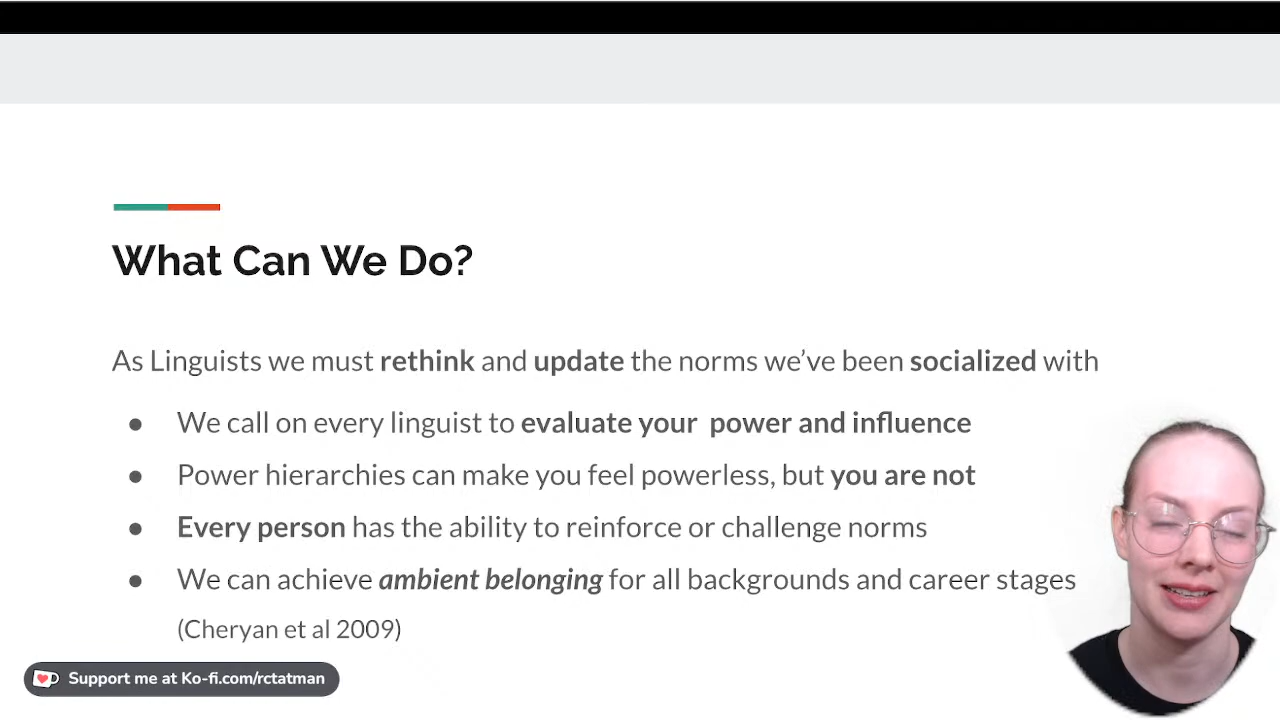 What Can We Do?
As Linguists we must rethink and update the norms we’ve been socialized with
● We call on every linguist to evaluate your  power and influence
● Power hierarchies can make you feel powerless, but you are not
● Every person has the ability to reinforce or challenge norms
● We can achieve ambient belonging for all backgrounds and career stages
(Cheryan et al 2009)
Support me at Ko-fi.com/rctatman